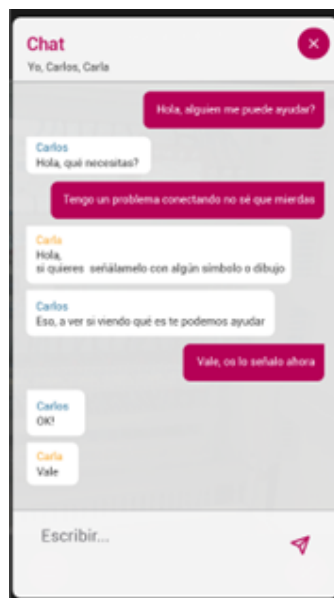 Chat
Yo, Carlos, Carla
Hola, alguien me puede ayudar?
Carlos
Hola, qué necesitas?
Tengo un problema conectando no sé que mierdas
Carla
Hola,
si quieres señálamelo con algún símbolo o dibujo
Carlos
Eso, a ver si viendo qué es te podemos ayudar
Vale, os lo señalo ahora
Carlos
OK!
Carla
Vale
Escribir...